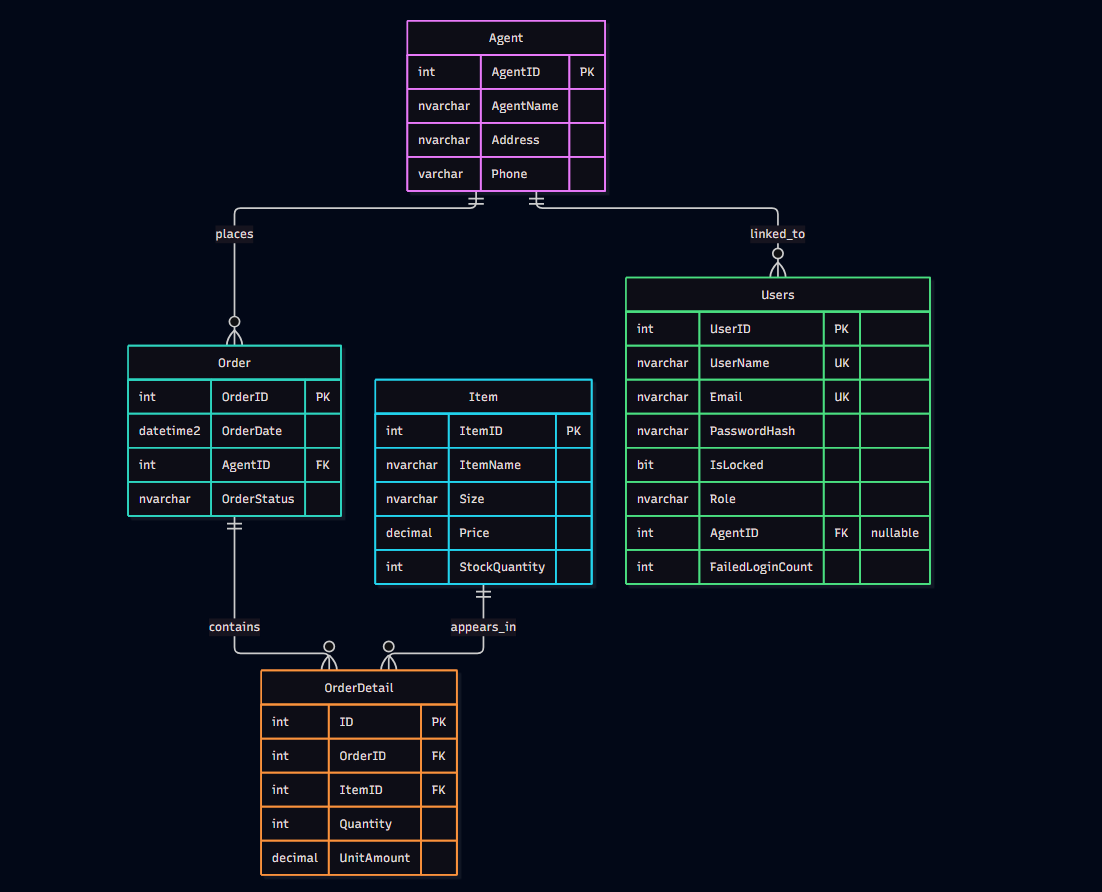 Agent
int AgentID PK
nvarchar AgentName
nvarchar Address
varchar Phone
places
linked_to
Users
int UserID PK
nvarchar UserName UK
nvarchar Email UK
nvarchar PasswordHash
bit IsLocked
nvarchar Role
int AgentID FK nullable
int FailedLoginCount
Order
int OrderID PK
datetime2 OrderDate
int AgentID FK
nvarchar OrderStatus
Item
int ItemID PK
nvarchar ItemName
nvarchar Size
decimal Price
int StockQuantity
contains
appears_in
OrderDetail
int ID PK
int OrderID FK
int ItemID FK
int Quantity
decimal UnitAmount